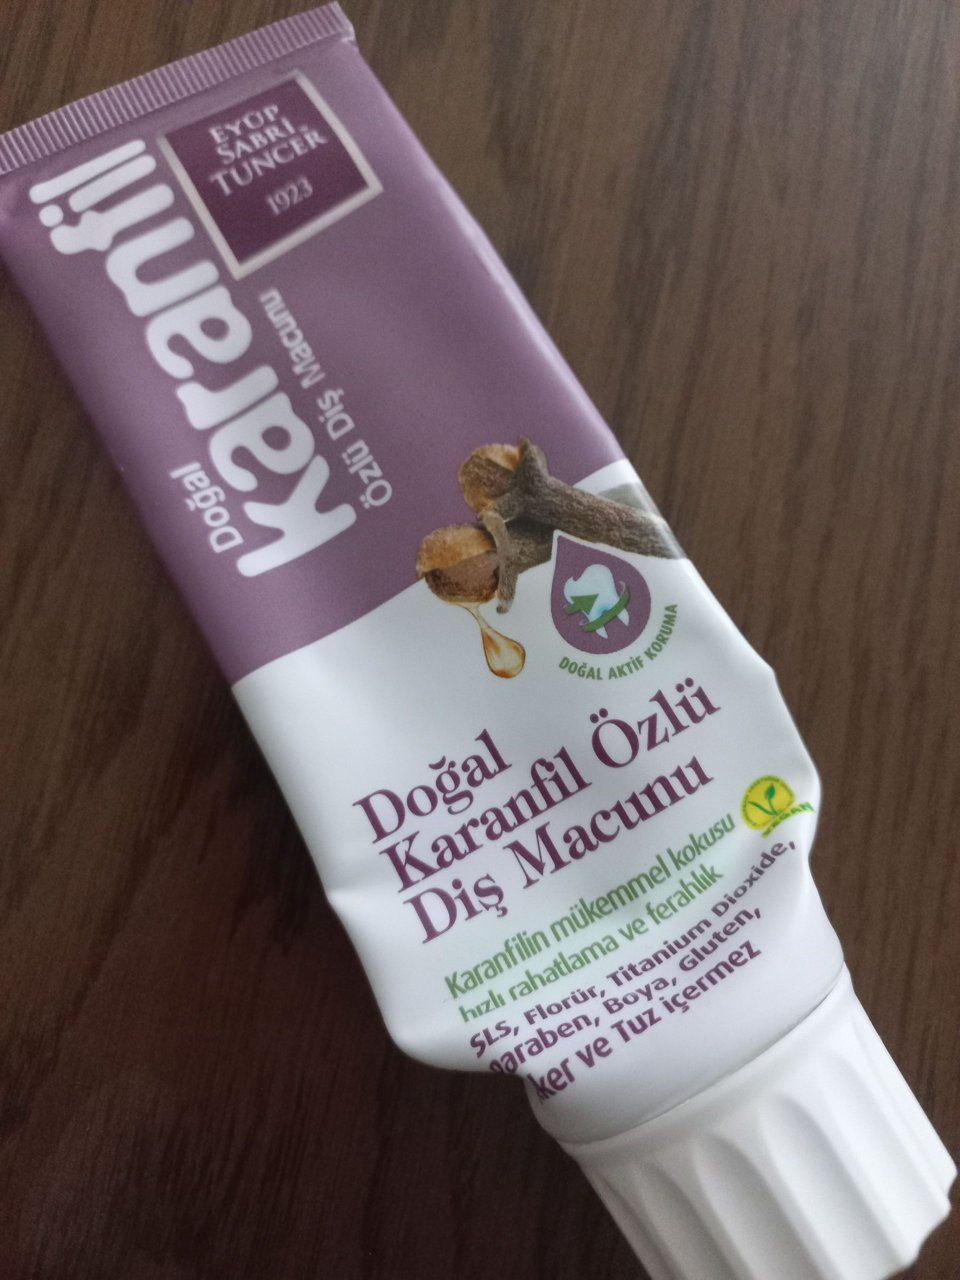 EYÜP
SABRİ
TUNCER
1923
Doğal
karanfil
Özlü Diş Macunu
DOĞAL AKTİF KORUMA
Doğal
Karanfil Özlü
Diş Macunu
VEGAN
Karanfilin mükemmel kokusu
hızlı rahatlama ve ferahlık
SLS, Florür, Titanium Dioxide,
paraben, Boya, Gluten,
ker ve Tuz içermez